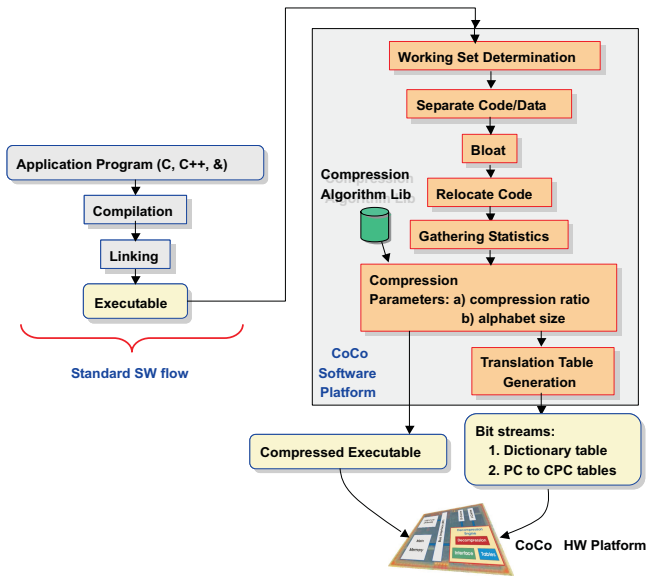 Application Program (C, C++, &)
Compilation
Linking
Executable
Standard SW flow
Working Set Determination
Separate Code/Data
Bloat
Relocate Code
Gathering Statistics
Compression
Algorithm Lib
Compression
Parameters: a) compression ratio
b) alphabet size
CoCo
Software
Platform
Translation Table
Generation
Compressed Executable
Bit streams:
1. Dictionary table
2. PC to CPC tables
Main
Memory
Decompression
Interface
Tables
CoCo HW Platform